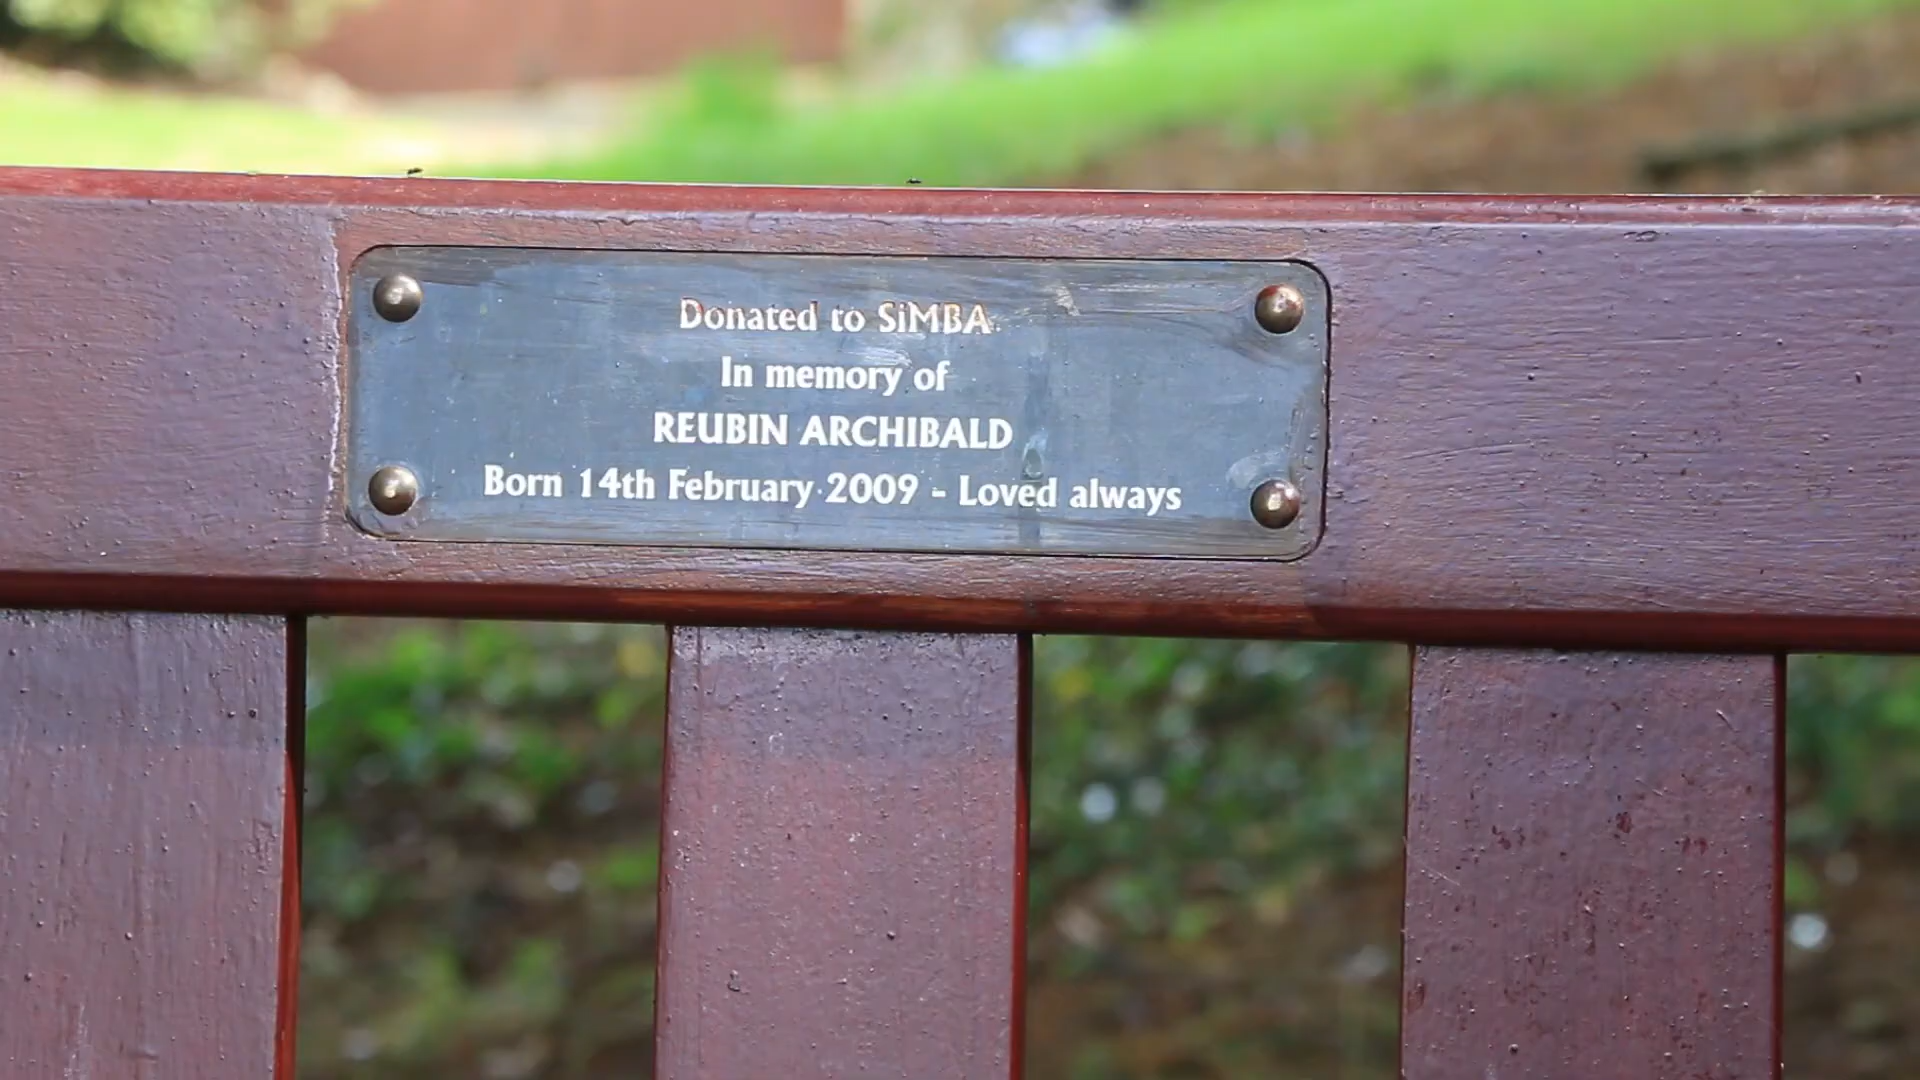 Donated to SiMBA.
In memory of
REUBIN ARCHIBALD
Born 14th February 2009 - Loved always